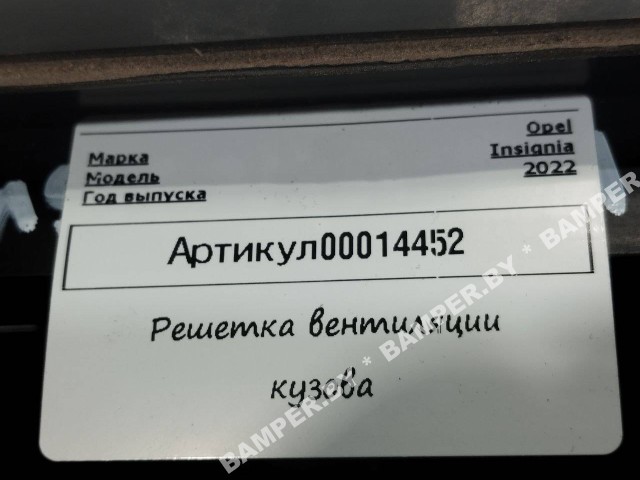 Марка Opel
Модель Insignia
Год выпуска 2022
Артикул00014452
Решетка вентиляции
кузова
BAMPER.BY * BAMPER.BY * BAMPER